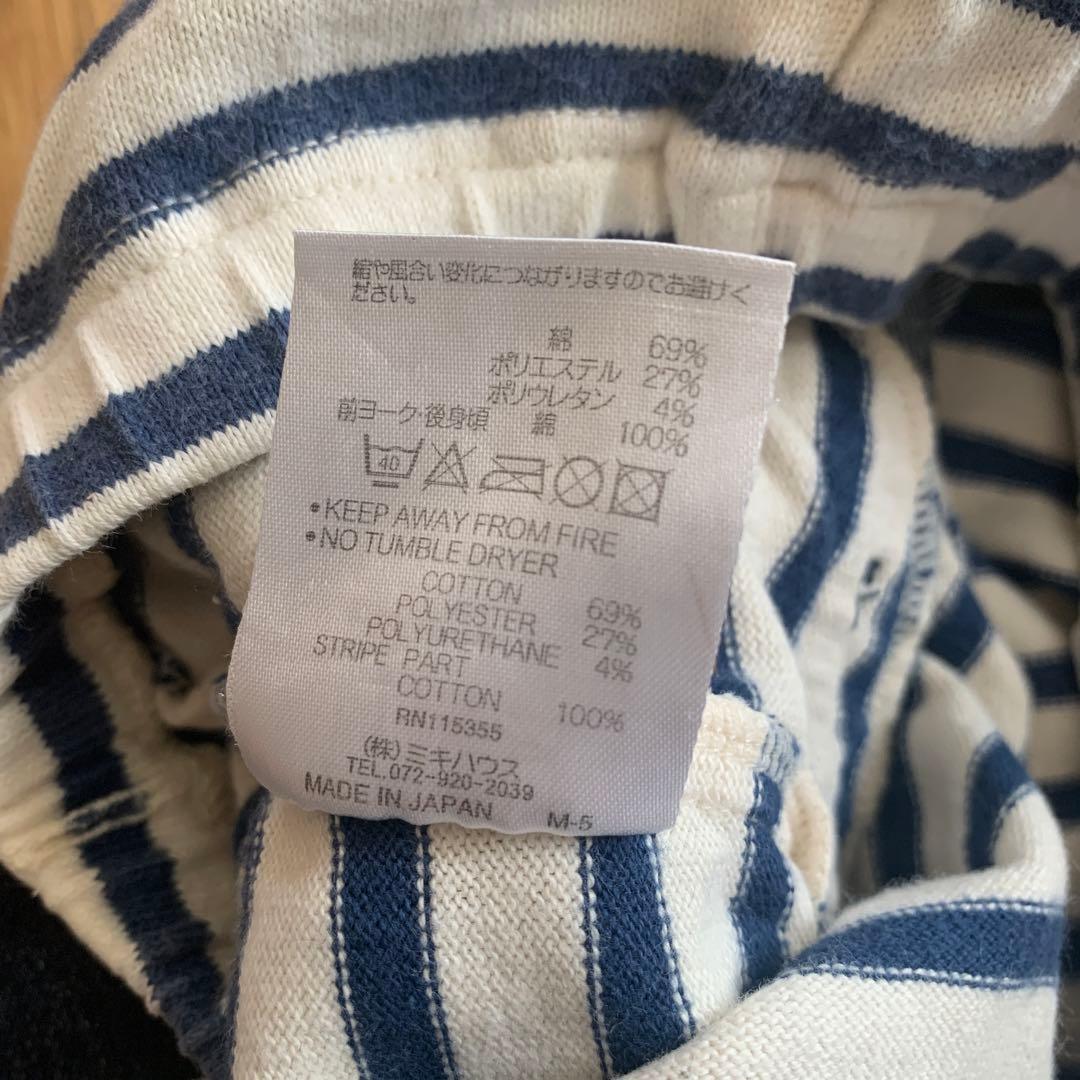 縮や風合い変化につながりますのでお避けく
ださい。
綿 69%
ポリエステル 27%
ポリウレタン 4%
前ヨーク・後身頃 綿 100%
40
•KEEP AWAY FROM FIRE
•NO TUMBLE DRYER
COTTON 69%
POLYESTER 27%
POLYURETHANE 4%
STRIPE PART
COTTON 100%
RN115355
(株)ミキハウス
TEL.072-920-2039
MADE IN JAPAN M-5